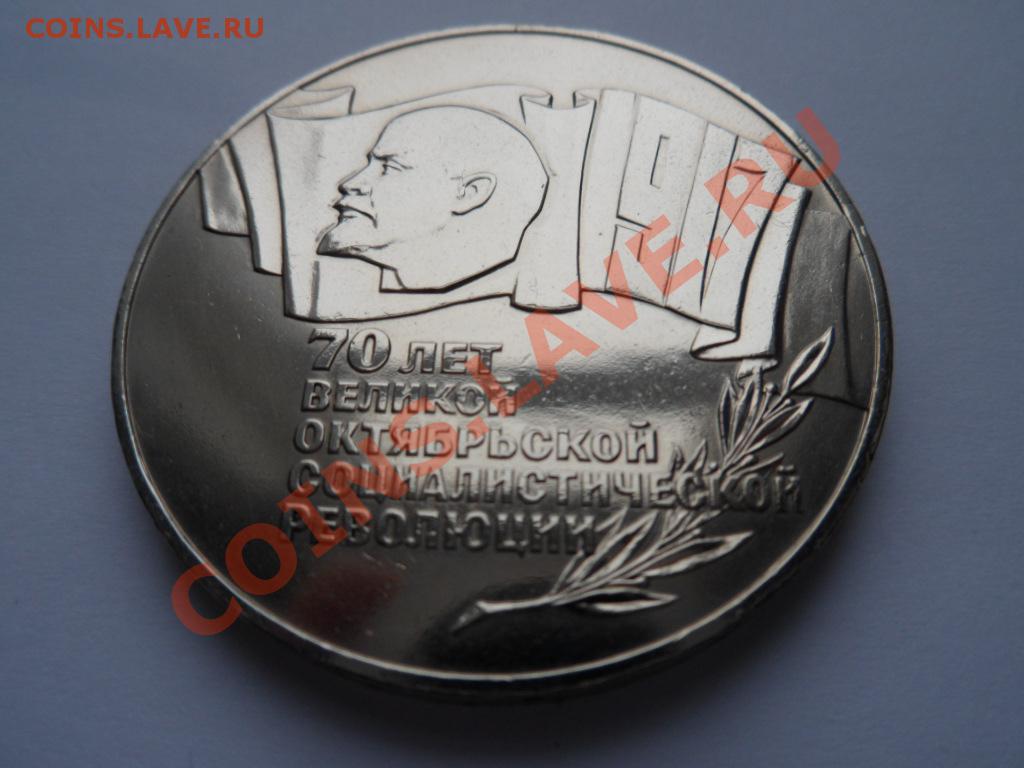 COINS.LAVE.RU
1917
70 ЛЕТ
ВЕЛИКОЙ
ОКТЯБРЬСКОЙ
СОЦИАЛИСТИЧЕСКОЙ
РЕВОЛЮЦИИ
COINS.LAVE.RU